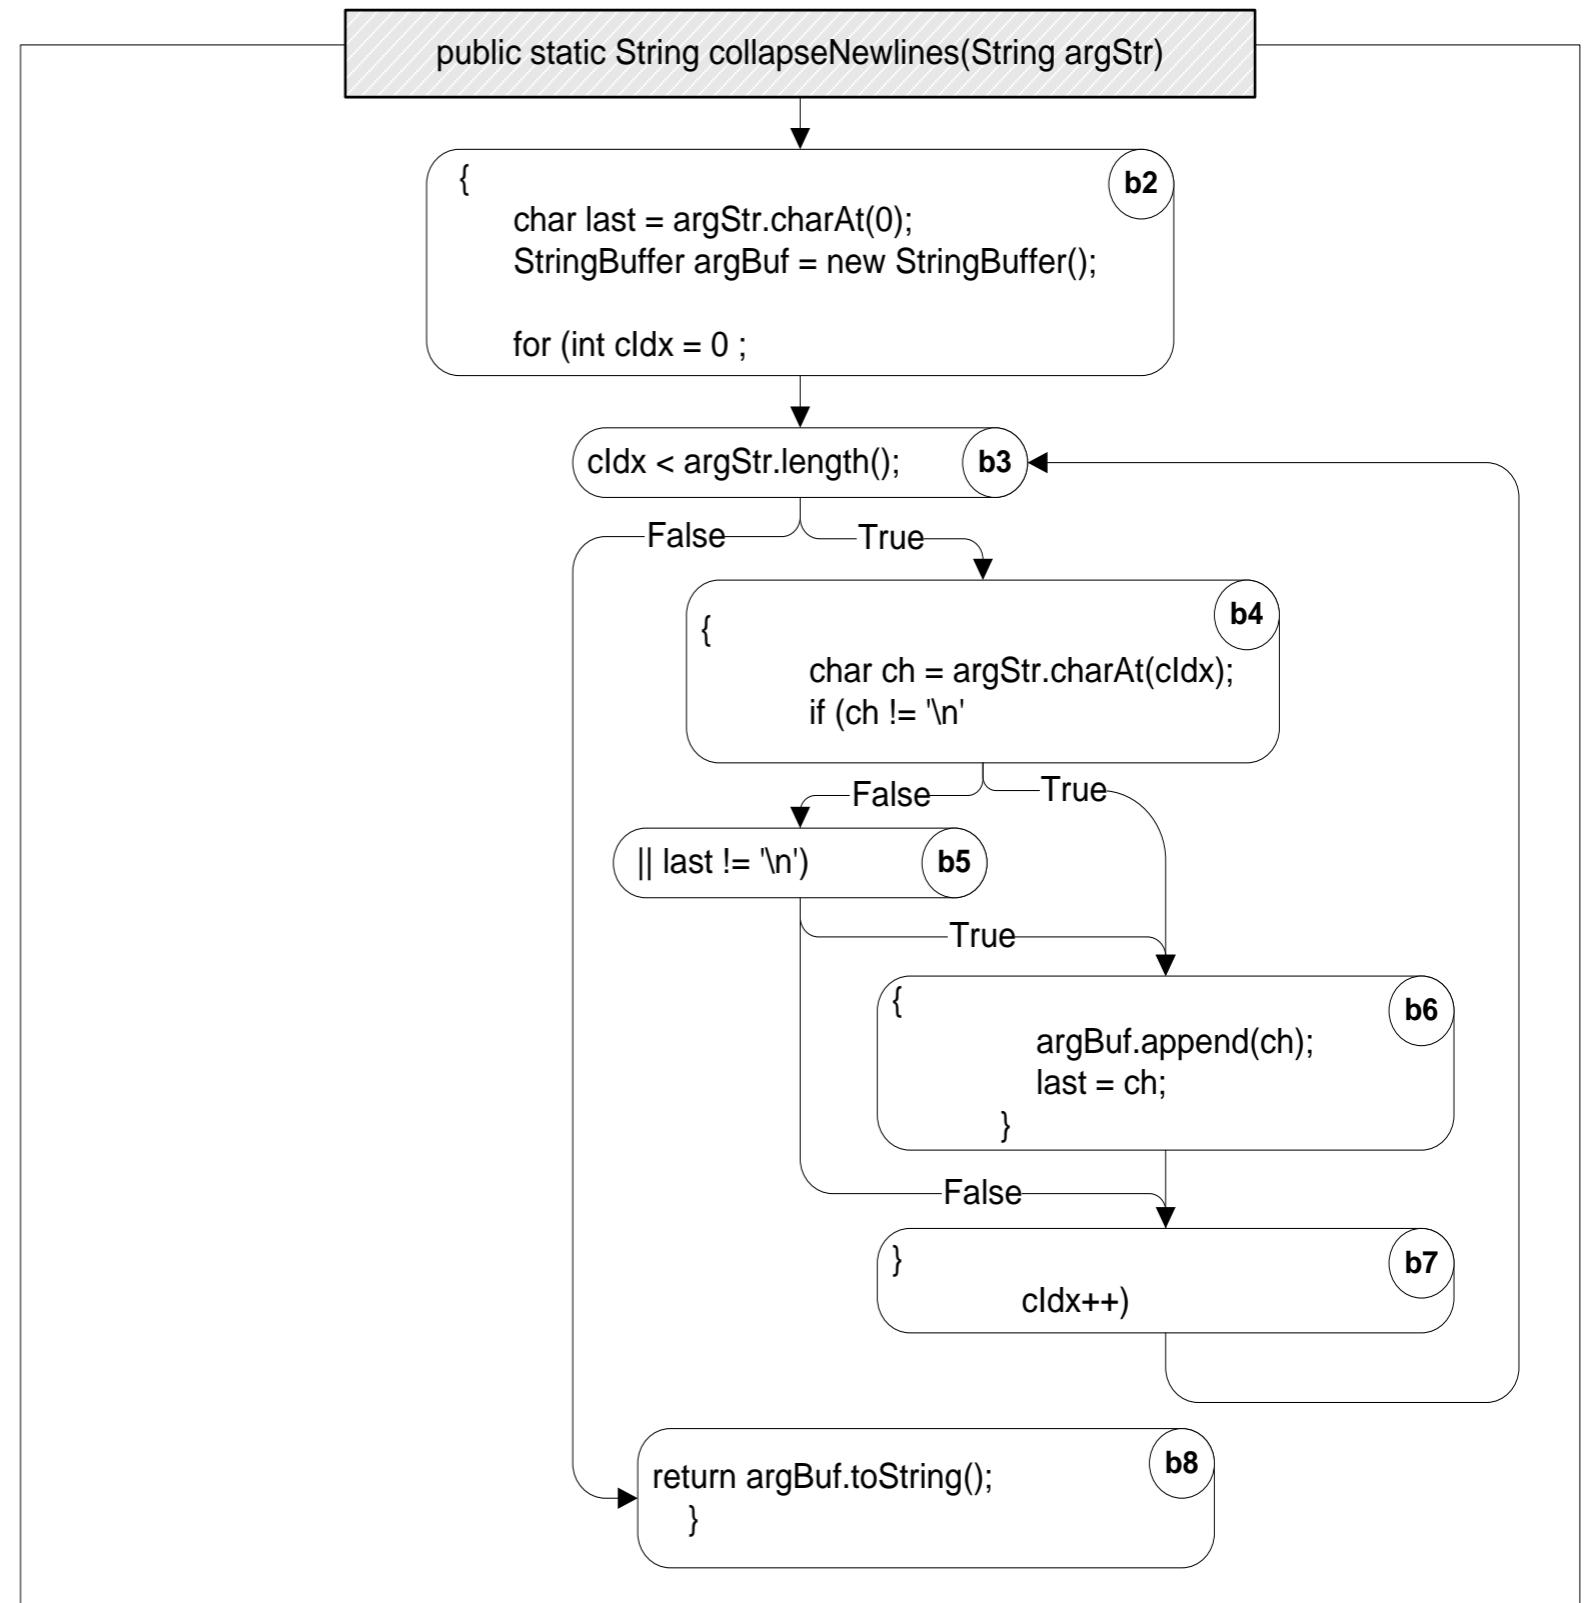 public static String collapseNewlines(String argStr)
{
b2
char last = argStr.charAt(0);
StringBuffer argBuf = new StringBuffer();
for (int cIdx = 0 ;
cIdx < argStr.length();
b3
False
True
b4
{
char ch = argStr.charAt(cIdx);
if (ch != '\n'
False
True
|| last != '\n')
b5
True
{
b6
argBuf.append(ch);
last = ch;
}
False
}
b7
cIdx++)
b8
return argBuf.toString();
}